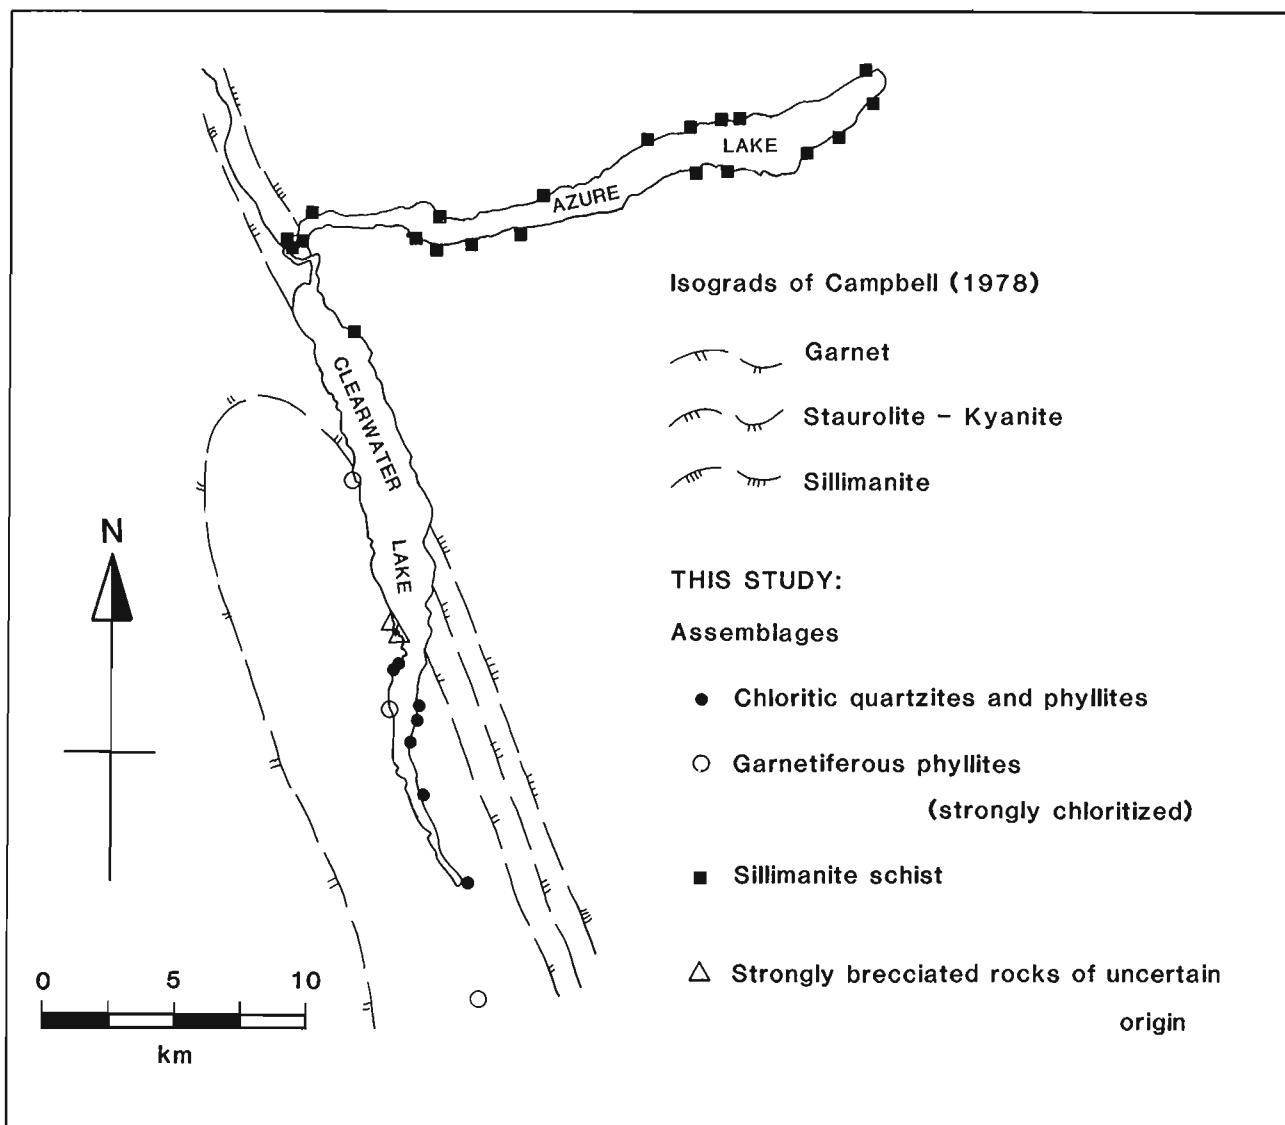 LAKE
AZURE
Isograds of Campbell (1978)
Garnet
CLEARWATER
Staurolite - Kyanite
Sillimanite
N
LAKE
THIS STUDY:
Assemblages
Chloritic quartzites and phyllites
Garnetiferous phyllites
(strongly chloritized)
Sillimanite schist
0 5 10
km
Strongly brecciated rocks of uncertain
origin